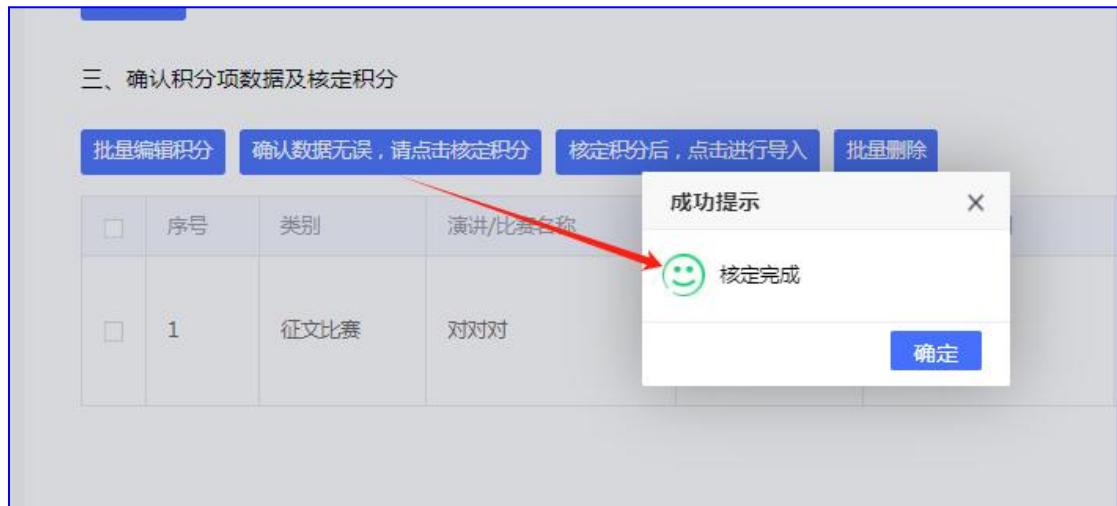 三、确认积分项数据及核定积分
批量编辑积分 确认数据无误，请点击核定积分 核定积分后，点击进行导入 批量删除
成功提示
序号 类别 演讲/比赛名称
核定完成
1 征文比赛 对对对
确定